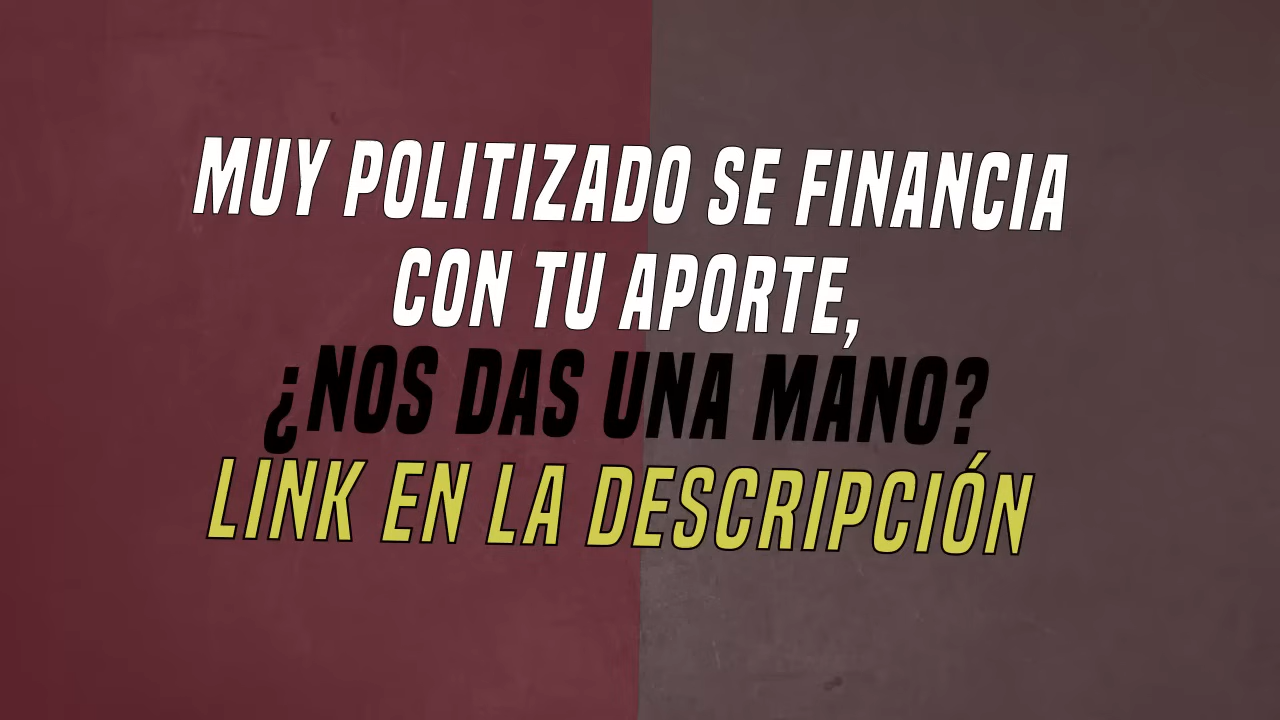 MUY POLITIZADO SE FINANCIA
CON TU APORTE,
¿NOS DAS UNA MANO?
LINK EN LA DESCRIPCIÓN